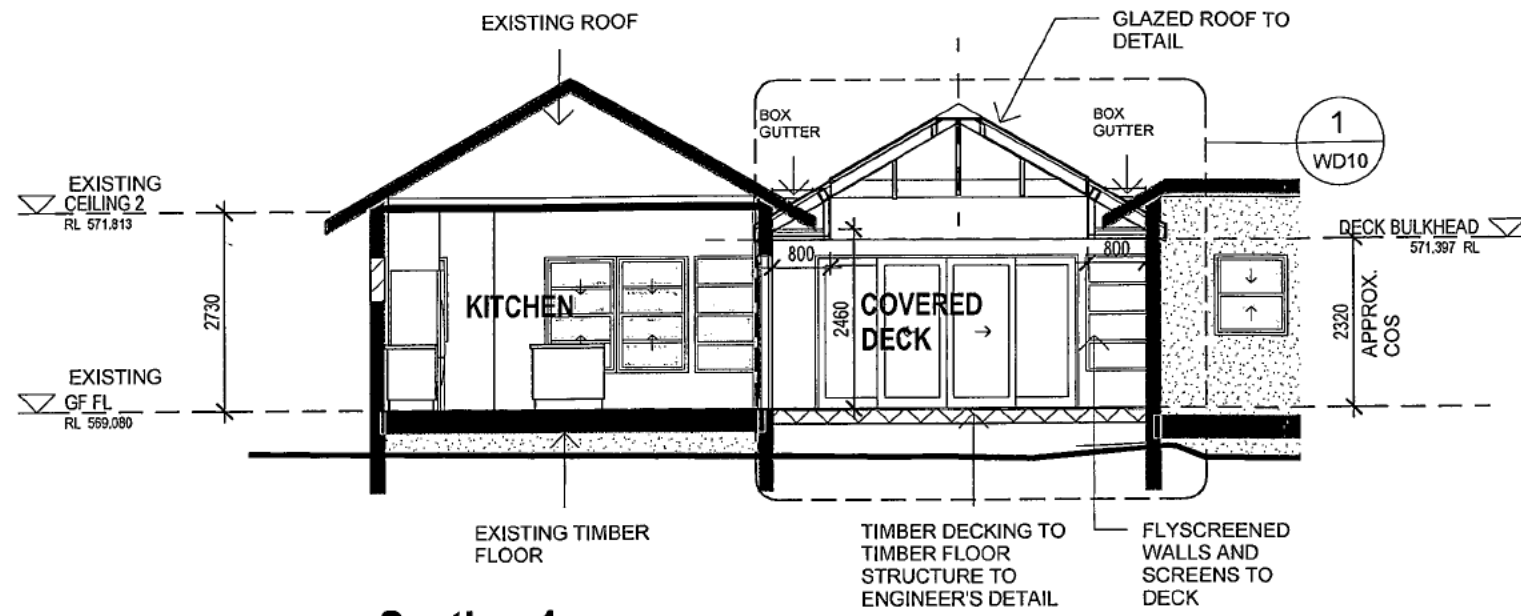 EXISTING ROOF
GLAZED ROOF TO
DETAIL
BOX
GUTTER
BOX
GUTTER
1
WD10
EXISTING
CEILING 2
RL 571.813
DECK BULKHEAD
571.397 RL
800
800
KITCHEN
COVERED
DECK
2730
2460
2320
APPROX.
COS
EXISTING
GF FL
RL 569.080
EXISTING TIMBER
FLOOR
TIMBER DECKING TO
TIMBER FLOOR
STRUCTURE TO
ENGINEER'S DETAIL
FLYSCREENED
WALLS AND
SCREENS TO
DECK